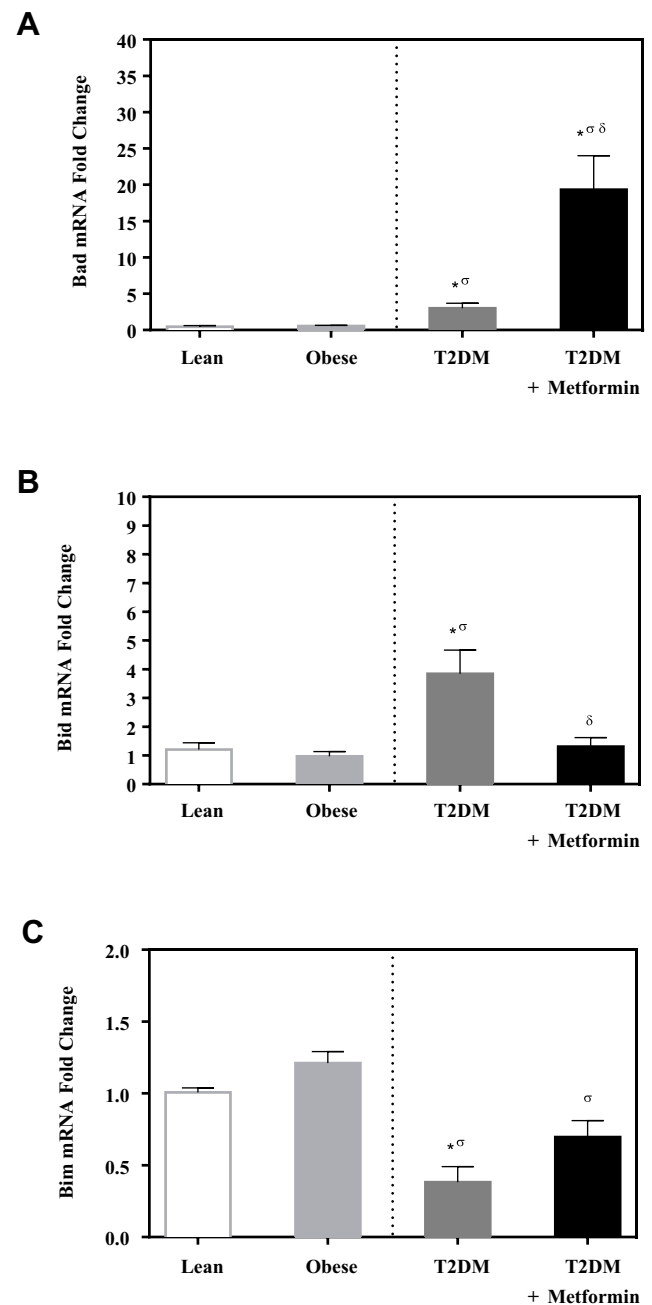 A
Bad mRNA Fold Change
40
35
30
25
20
15
10
5
0
*σ
*σ δ
Lean Obese T2DM T2DM
+ Metformin
B
Bid mRNA Fold Change
10
9
8
7
6
5
4
3
2
1
0
*σ
δ
Lean Obese T2DM T2DM
+ Metformin
C
Bim mRNA Fold Change
2.0
1.5
1.0
0.5
0.0
*σ
σ
Lean Obese T2DM T2DM
+ Metformin